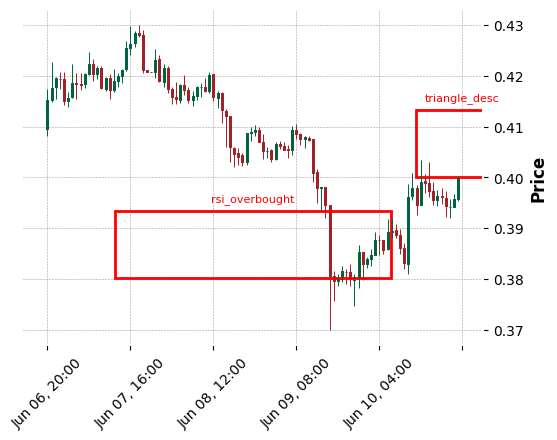 0.43
0.42
triangle_desc
0.41
0.40
Price
rsi_overbought
0.39
0.38
0.37
Jun 06, 20:00
Jun 07, 16:00
Jun 08, 12:00
Jun 09, 08:00
Jun 10, 04:00